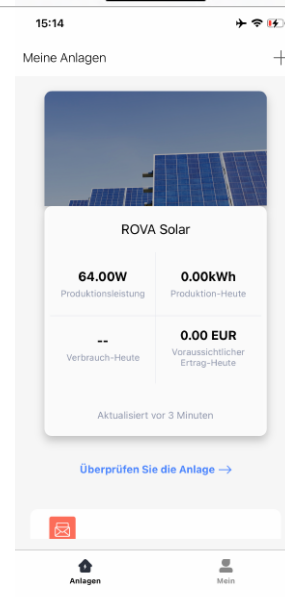 15:14
Meine Anlagen
ROVA Solar
64.00W
0.00kWh
Produktionsleistung
Produktion-Heute
--
0.00 EUR
Verbrauch-Heute
Voraussichtlicher
Ertrag-Heute
Aktualisiert vor 3 Minuten
Überprüfen Sie die Anlage →
Anlagen
Mein